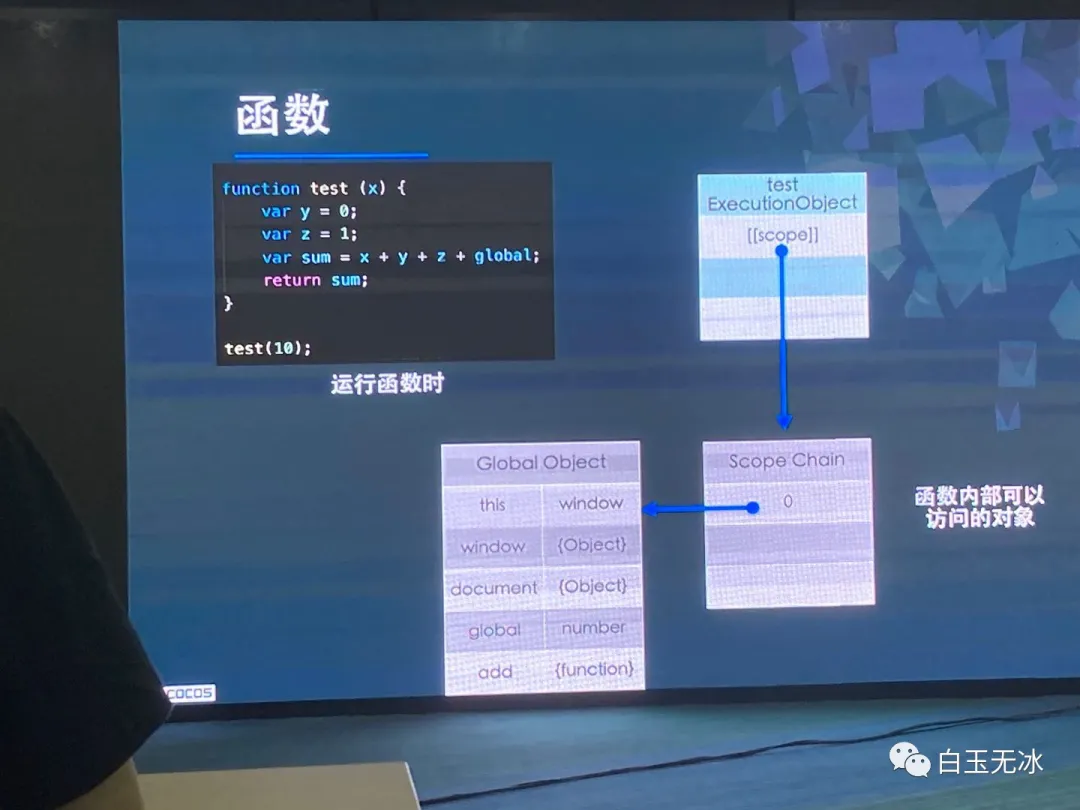 函数
function test (x) {
var y = 0;
var z = 1;
var sum = x + y + z + global;
return sum;
}
test(10);
运行函数时
test
ExecutionObject
[[scope]]
Global Object
this window
window {Object}
document {Object}
global number
add {function}
Scope Chain
0
函数内部可以
访问的对象
COCOS
白玉无冰